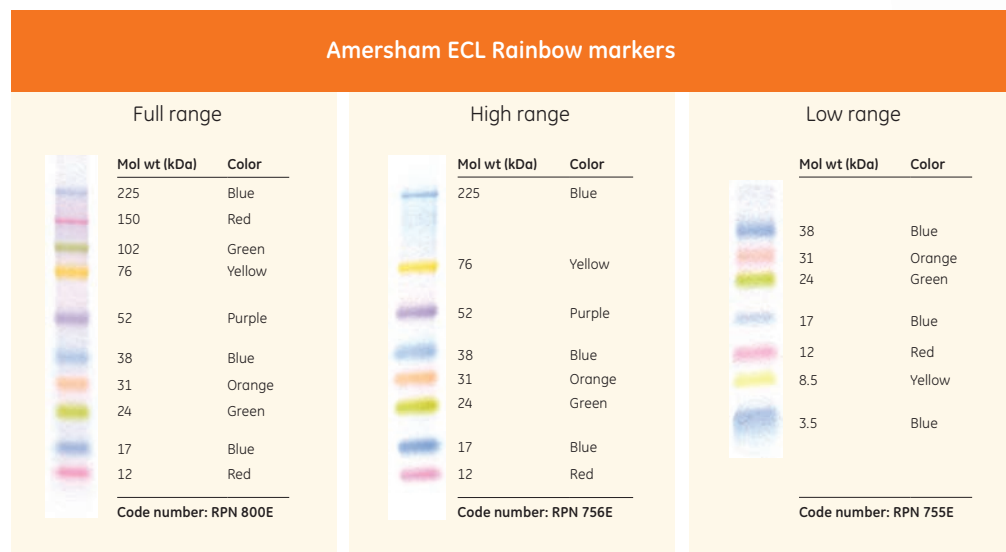 Amersham ECL Rainbow markers
Full range
Mol wt (kDa) Color
225 Blue
150 Red
102 Green
76 Yellow
52 Purple
38 Blue
31 Orange
24 Green
17 Blue
12 Red
Code number: RPN 800E
High range
Mol wt (kDa) Color
225 Blue
76 Yellow
52 Purple
38 Blue
31 Orange
24 Green
17 Blue
12 Red
Code number: RPN 756E
Low range
Mol wt (kDa) Color
38 Blue
31 Orange
24 Green
17 Blue
12 Red
8.5 Yellow
3.5 Blue
Code number: RPN 755E